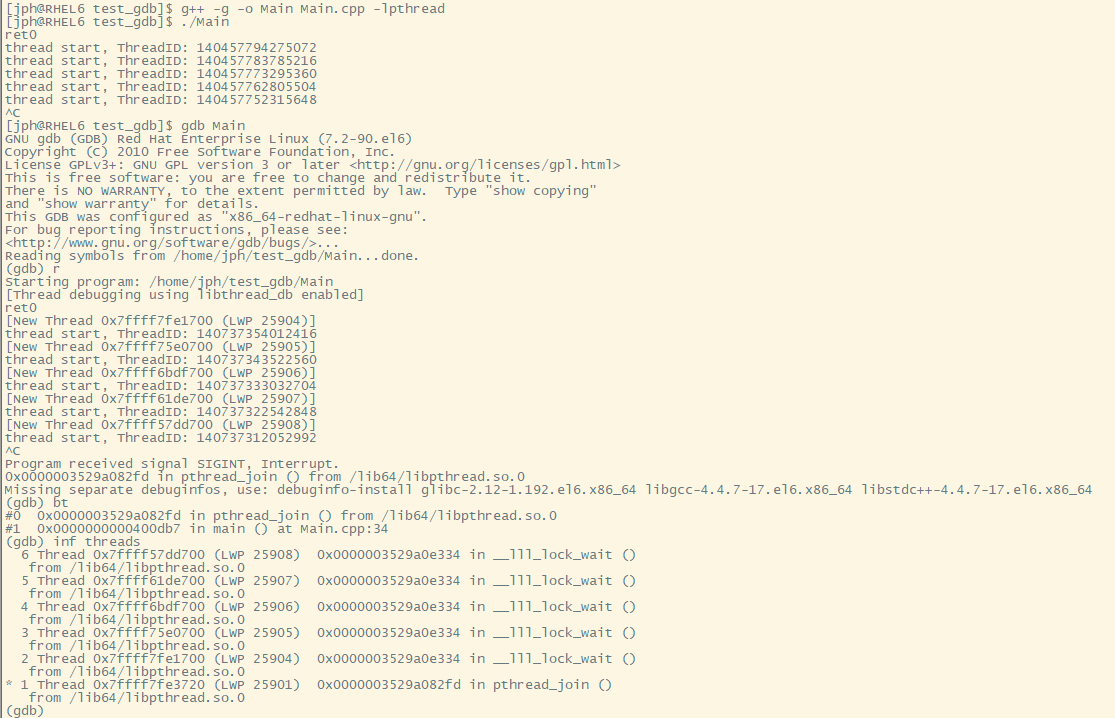 [jph@RHEL6 test_gdb]$ g++ -g -o Main Main.cpp -lpthread
[jph@RHEL6 test_gdb]$ ./Main
ret0
thread start, ThreadID: 140457794275072
thread start, ThreadID: 140457783785216
thread start, ThreadID: 140457773295360
thread start, ThreadID: 140457762805504
thread start, ThreadID: 140457752315648
^C
[jph@RHEL6 test_gdb]$ gdb Main
GNU gdb (GDB) Red Hat Enterprise Linux (7.2-90.el6)
Copyright (C) 2010 Free Software Foundation, Inc.
License GPLv3+: GNU GPL version 3 or later <http://gnu.org/licenses/gpl.html>
This is free software: you are free to change and redistribute it.
There is NO WARRANTY, to the extent permitted by law.  Type "show copying"
and "show warranty" for details.
This GDB was configured as "x86_64-redhat-linux-gnu".
For bug reporting instructions, please see:
<http://www.gnu.org/software/gdb/bugs/>...
Reading symbols from /home/jph/test_gdb/Main...done.
(gdb) r
Starting program: /home/jph/test_gdb/Main
[Thread debugging using libthread_db enabled]
ret0
[New Thread 0x7ffff7fe1700 (LWP 25904)]
thread start, ThreadID: 140737354012416
[New Thread 0x7ffff75e0700 (LWP 25905)]
thread start, ThreadID: 140737343522560
[New Thread 0x7ffff6bdf700 (LWP 25906)]
thread start, ThreadID: 140737333032704
[New Thread 0x7ffff61de700 (LWP 25907)]
thread start, ThreadID: 140737322542848
[New Thread 0x7ffff57dd700 (LWP 25908)]
thread start, ThreadID: 140737312052992
^C
Program received signal SIGINT, Interrupt.
0x0000003529a082fd in pthread_join () from /lib64/libpthread.so.0
Missing separate debuginfos, use: debuginfo-install glibc-2.12-1.192.el6.x86_64 libgcc-4.4.7-17.el6.x86_64 libstdc++-4.4.7-17.el6.x86_64
(gdb) bt
#0  0x0000003529a082fd in pthread_join () from /lib64/libpthread.so.0
#1  0x0000000000400db7 in main () at Main.cpp:34
(gdb) inf threads
  6 Thread 0x7ffff57dd700 (LWP 25908)  0x0000003529a0e334 in __lll_lock_wait ()
   from /lib64/libpthread.so.0
  5 Thread 0x7ffff61de700 (LWP 25907)  0x0000003529a0e334 in __lll_lock_wait ()
   from /lib64/libpthread.so.0
  4 Thread 0x7ffff6bdf700 (LWP 25906)  0x0000003529a0e334 in __lll_lock_wait ()
   from /lib64/libpthread.so.0
  3 Thread 0x7ffff75e0700 (LWP 25905)  0x0000003529a0e334 in __lll_lock_wait ()
   from /lib64/libpthread.so.0
  2 Thread 0x7ffff7fe1700 (LWP 25904)  0x0000003529a0e334 in __lll_lock_wait ()
   from /lib64/libpthread.so.0
* 1 Thread 0x7ffff7fe3720 (LWP 25901)  0x0000003529a082fd in pthread_join ()
   from /lib64/libpthread.so.0
(gdb)